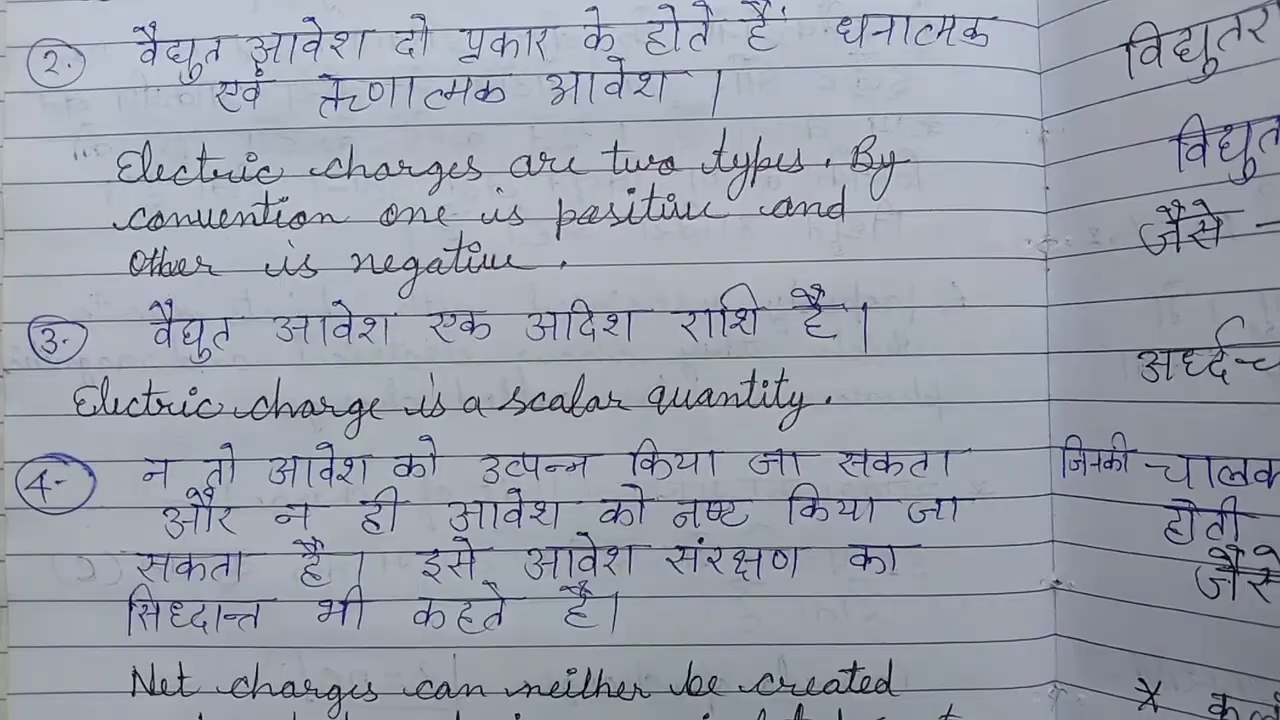 2. वैद्युत आवेश दो प्रकार के होते हैं धनात्मक
एवं ऋणात्मक आवेश ।
Electric charges are two types. By
convention one is positive and
other is negative.
3. वैद्युत आवेश एक अदिश राशि है ।
Electric charge is a scalar quantity.
4- न तो आवेश को उत्पन्न किया जा सकता
और न ही आवेश को नष्ट किया जा
सकता है । इसे आवेश संरक्षण का
सिध्दान्त भी कहते है ।
Net charges can neither be created
विद्युतर
विद्युत
जैसे -
जिनकी चालक
होती
जैसे